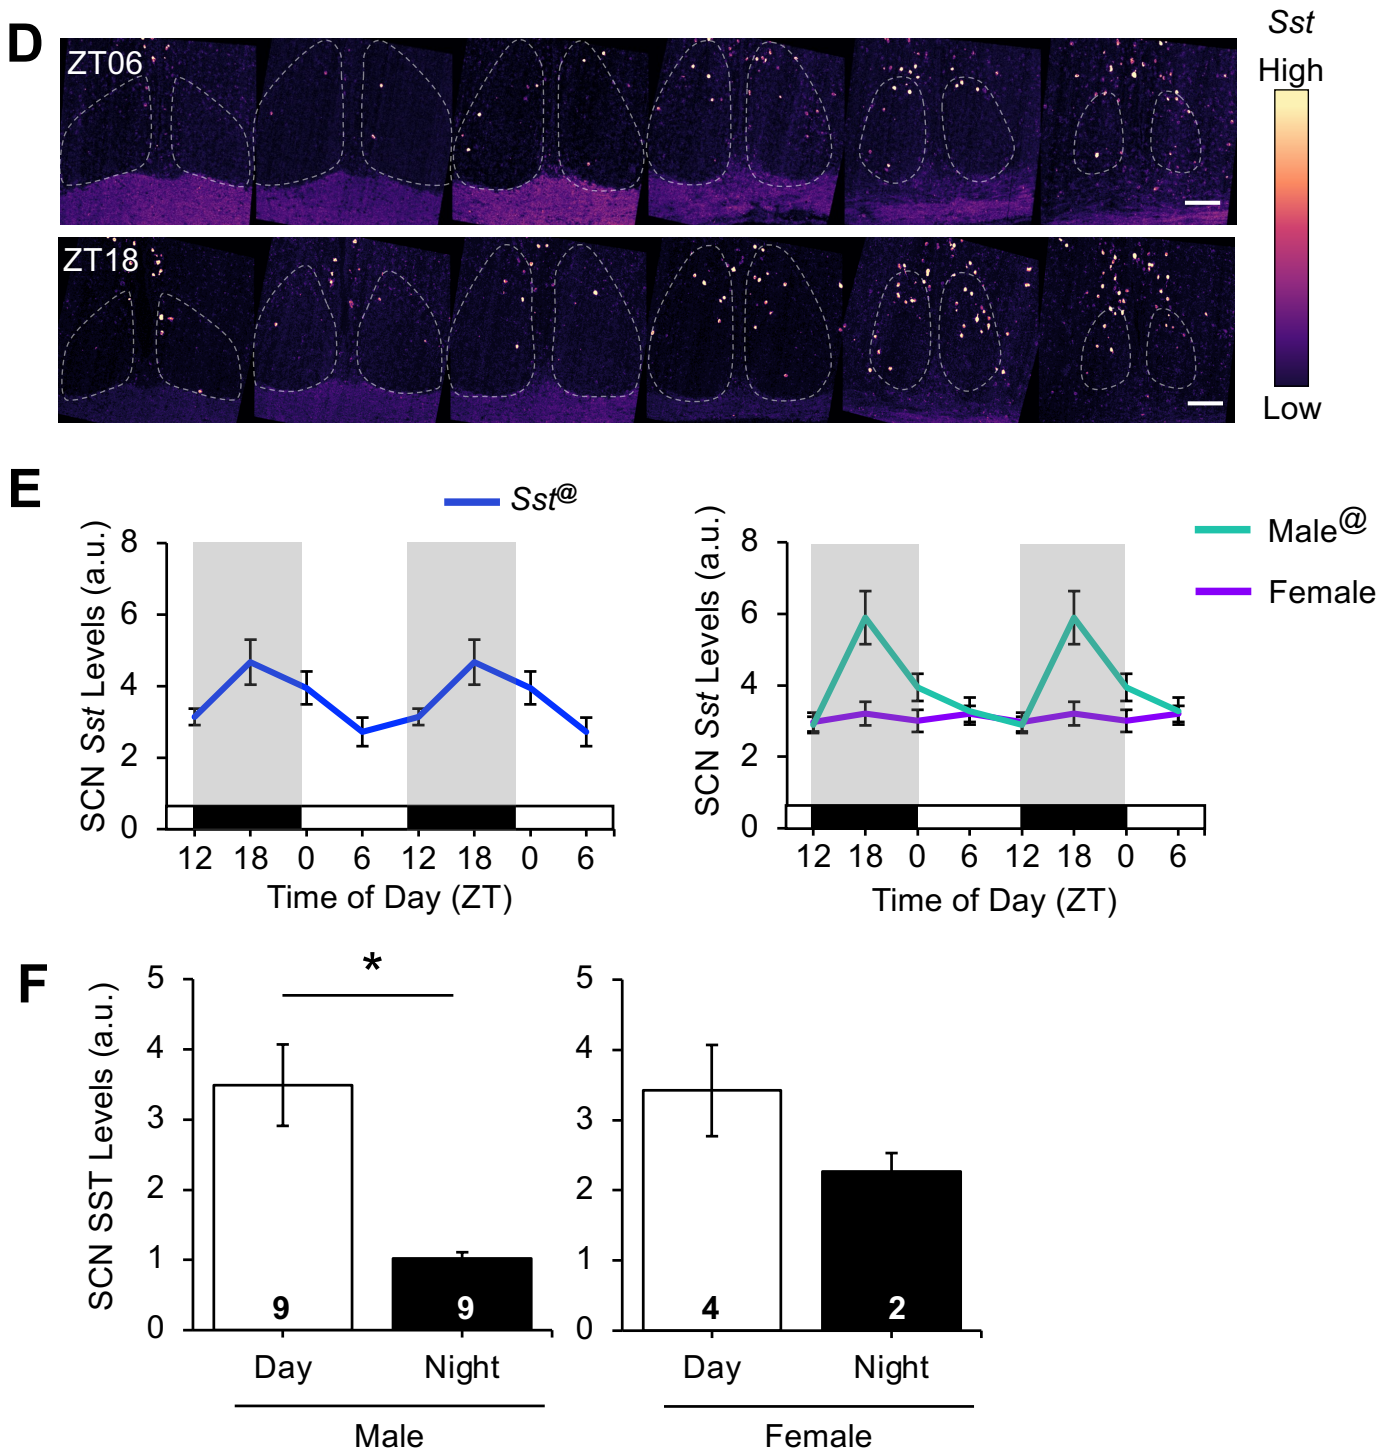 D
ZT06
ZT18
Sst
High
Low
E
Sst@
SCN Sst Levels (a.u.)
8
6
4
2
0
12 18 0 6 12 18 0 6
Time of Day (ZT)
Male@
Female
SCN Sst Levels (a.u.)
8
6
4
2
0
12 18 0 6 12 18 0 6
Time of Day (ZT)
F
SCN SST Levels (a.u.)
5
4
3
2
1
0
*
9 9
Day Night
Male
5
4
3
2
1
0
4 2
Day Night
Female